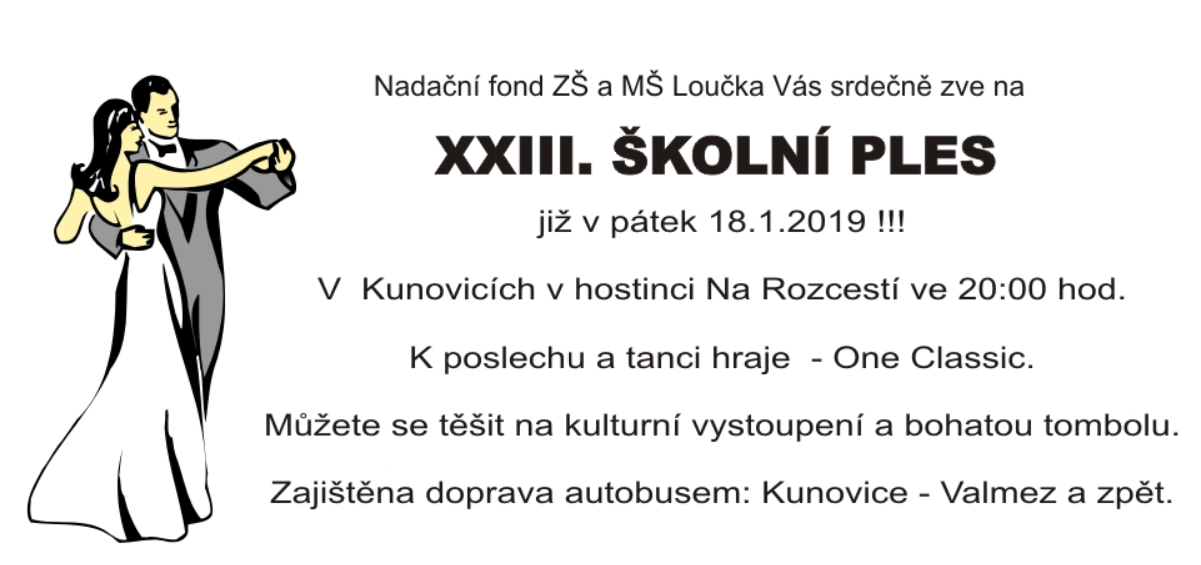 Nadační fond ZŠ a MŠ Loučka Vás srdečně zve na
XXIII. ŠKOLNÍ PLES
již v pátek 18.1.2019 !!!
V  Kunovicích v hostinci Na Rozcestí ve 20:00 hod.
K poslechu a tanci hraje  - One Classic.
Můžete se těšit na kulturní vystoupení a bohatou tombolu.
Zajištěna doprava autobusem: Kunovice - Valmez a zpět.